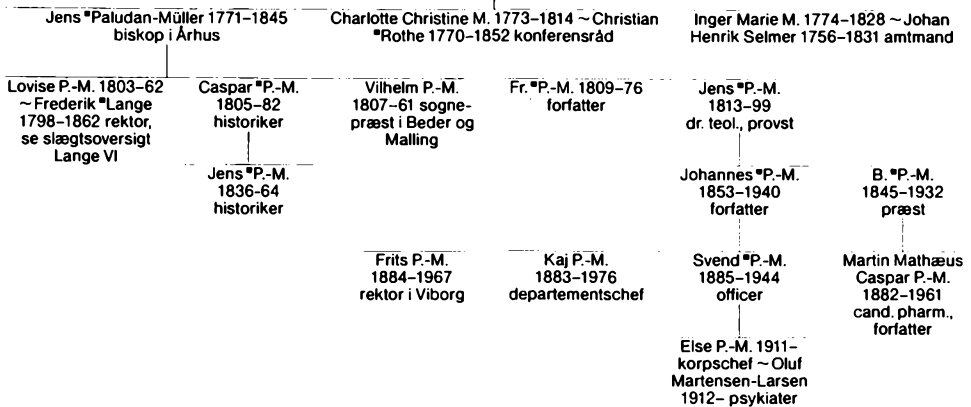 Jens ■Paludan-Müller 1771–1845
biskop i Århus
Charlotte Christine M. 1773–1814 ~ Christian
■Rothe 1770–1852 konferensråd
Inger Marie M. 1774–1828 ~ Johan
Henrik Selmer 1756–1831 amtmand
Lovise P.-M. 1803–62
~ Frederik ■Lange
1798–1862 rektor,
se slægtsoversigt
Lange VI
Caspar ■P.-M.
1805–82
historiker
Vilhelm P.-M.
1807–61 sogne-
præst i Beder og
Malling
Fr. ■P.-M. 1809–76
forfatter
Jens ■P.-M.
1813–99
dr. teol., provst
Jens ■P.-M.
1836-64
historiker
Johannes ■P.-M.
1853–1940
forfatter
B. ■P.-M.
1845–1932
præst
Frits P.-M.
1884–1967
rektor i Viborg
Kaj P.-M.
1883–1976
departementschef
Svend ■P.-M.
1885–1944
officer
Martin Mathæus
Caspar P.-M.
1882–1961
cand. pharm.,
forfatter
Else P.-M. 1911–
korpschef ~ Oluf
Martensen-Larsen
1912– psykiater